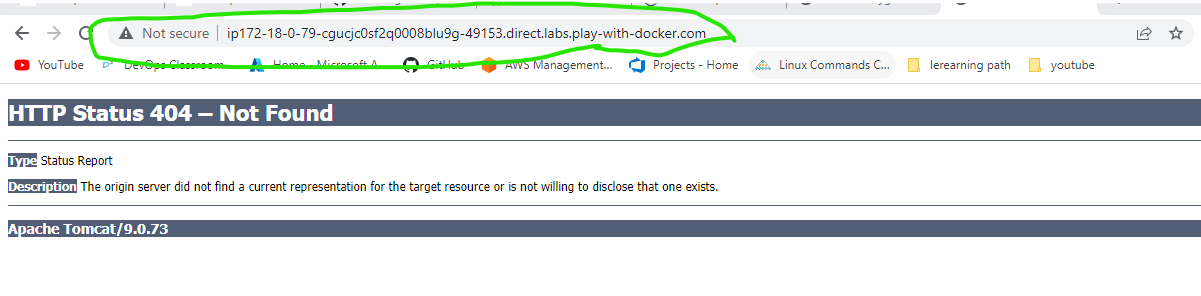 Not secure ip172-18-0-79-cgucjc0sf2q0008blu9g-49153.direct.labs.play-with-docker.com
YouTube DevOps Classroom... Home - Microsoft A... GitHub AWS Management... Projects - Home Linux Commands C... lerearning path youtube
HTTP Status 404 – Not Found
Type Status Report
Description The origin server did not find a current representation for the target resource or is not willing to disclose that one exists.
Apache Tomcat/9.0.73